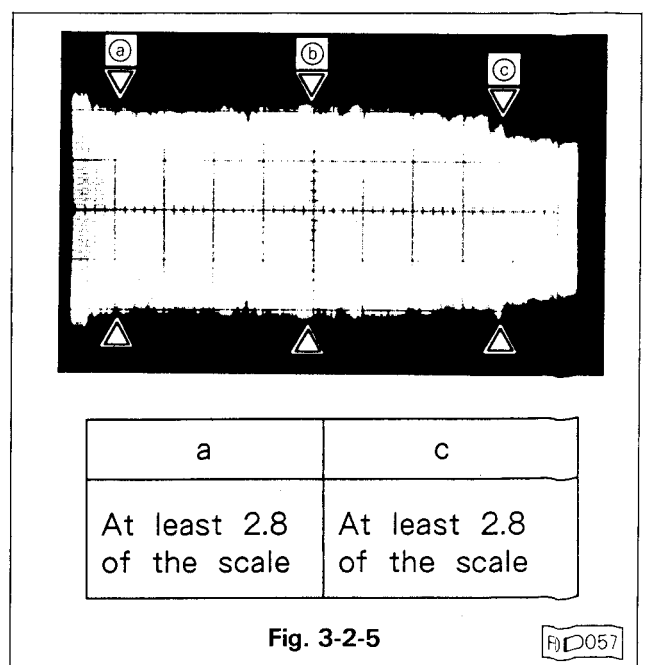 ⓐ ⓑ ⓒ
a c
At least 2.8 At least 2.8
of the scale of the scale
Fig. 3-2-5